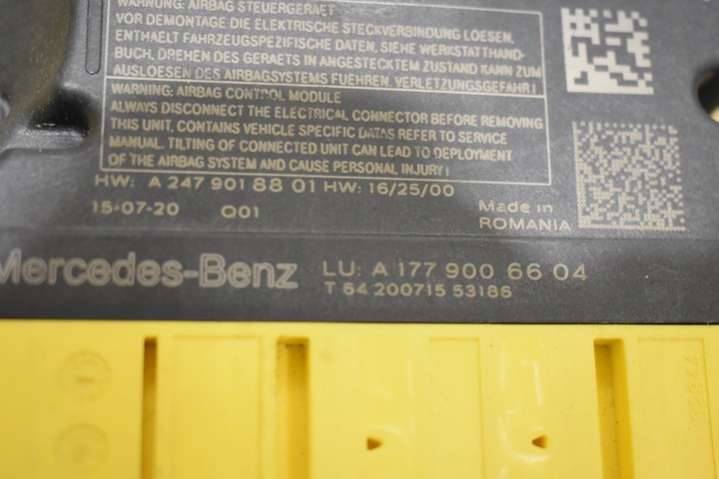 WARNUNG: AIRBAG STEUERGERAET
VOR DEMONTAGE DIE ELEKTRISCHE STECKVERBINDUNG LOESEN,
ENTHAELT FAHRZEUGSPEZIFISCHE DATEN, SIEHE WERKSTATTHAND-
BUCH, DREHEN DES GERAETS IN ANGESTECKTEM ZUSTAND KANN ZUM
AUSLOESEN DES AIRBAGSYSTEMS FUEHREN, VERLETZUNGSGEFAHR!
WARNING: AIRBAG CONTROL MODULE
ALWAYS DISCONNECT THE ELECTRICAL CONNECTOR BEFORE REMOVING
THIS UNIT, CONTAINS VEHICLE SPECIFIC DATAS REFER TO SERVICE
MANUAL. TILTING OF CONNECTED UNIT CAN LEAD TO DEPLOYMENT
OF THE AIRBAG SYSTEM AND CAUSE PERSONAL INJURY!
HW: A 247 901 88 01 HW: 16/25/00
15-07-20 Q01
Made in
ROMANIA
Mercedes-Benz
LU: A 177 900 66 04
T 64 200715 53186